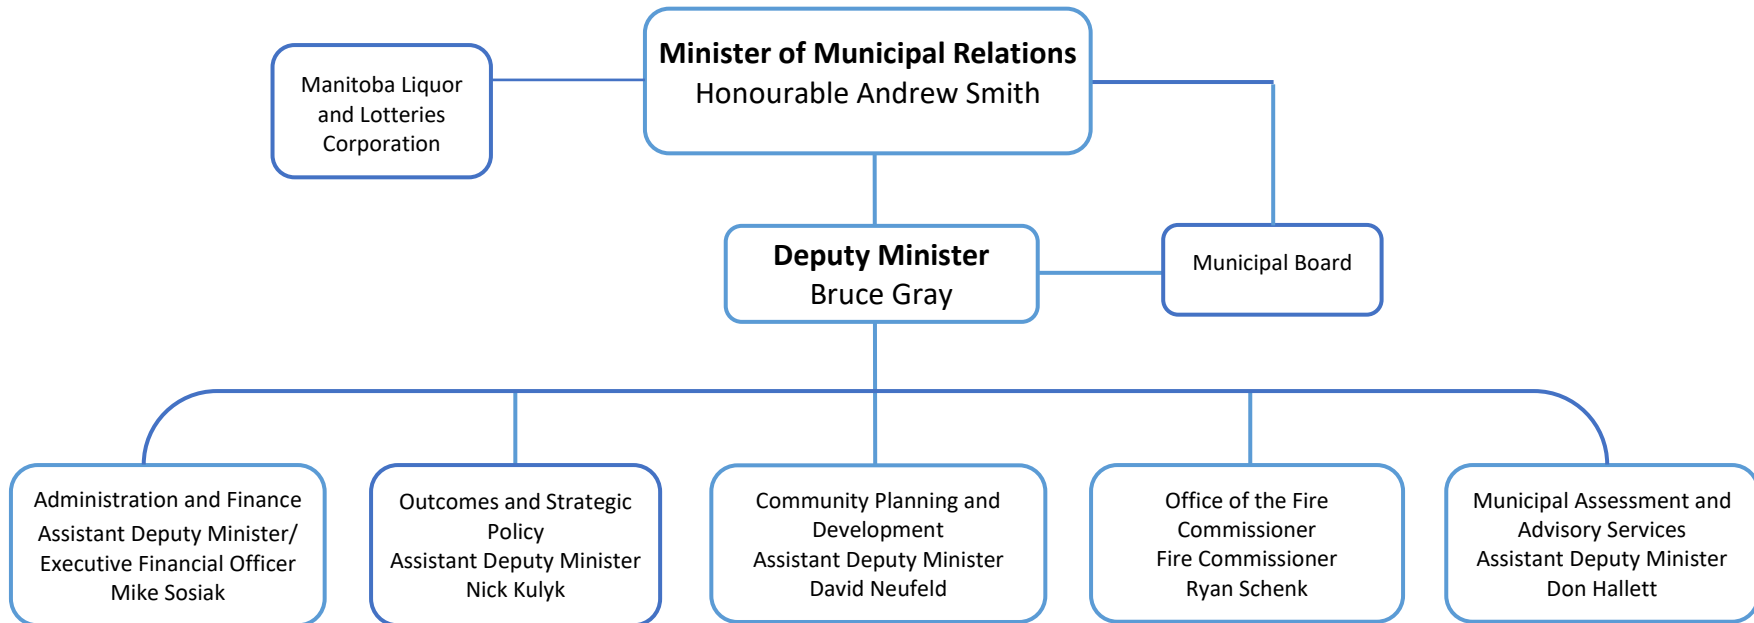 Minister of Municipal Relations
Honourable Andrew Smith
Manitoba Liquor
and Lotteries
Corporation
Deputy Minister
Bruce Gray
Municipal Board
Administration and Finance
Assistant Deputy Minister/
Executive Financial Officer
Mike Sosiak
Outcomes and Strategic
Policy
Assistant Deputy Minister
Nick Kulyk
Community Planning and
Development
Assistant Deputy Minister
David Neufeld
Office of the Fire
Commissioner
Fire Commissioner
Ryan Schenk
Municipal Assessment and
Advisory Services
Assistant Deputy Minister
Don Hallett